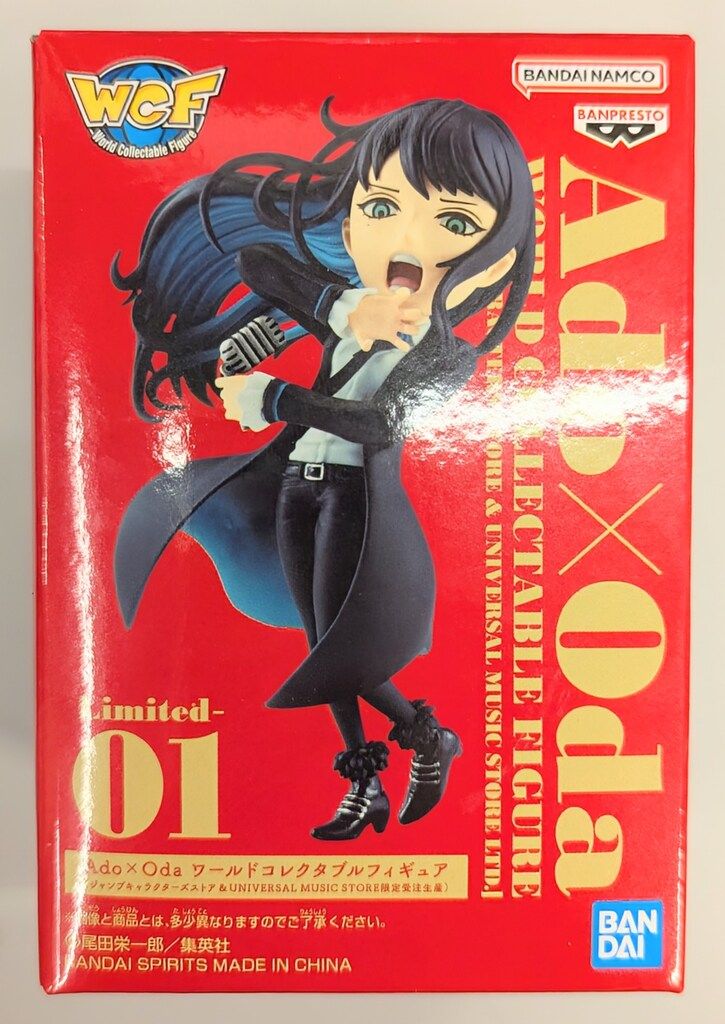 WCF
World Collectable Figure
BANDAI NAMCO
BANPRESTO
Ado×Oda
WORLD COLLECTABLE FIGURE
STORE & UNIVERSAL MUSIC STORE LTD.]
Limited-
01
Ado×Oda ワールドコレクタブルフィギュア
(ジャンプキャラクターズストア&UNIVERSAL MUSIC STORE限定受注生産)
※画像と商品とは、多少異なりますのでご了承ください。
©尾田栄一郎/集英社
BANDAI SPIRITS MADE IN CHINA
BAN
DAI